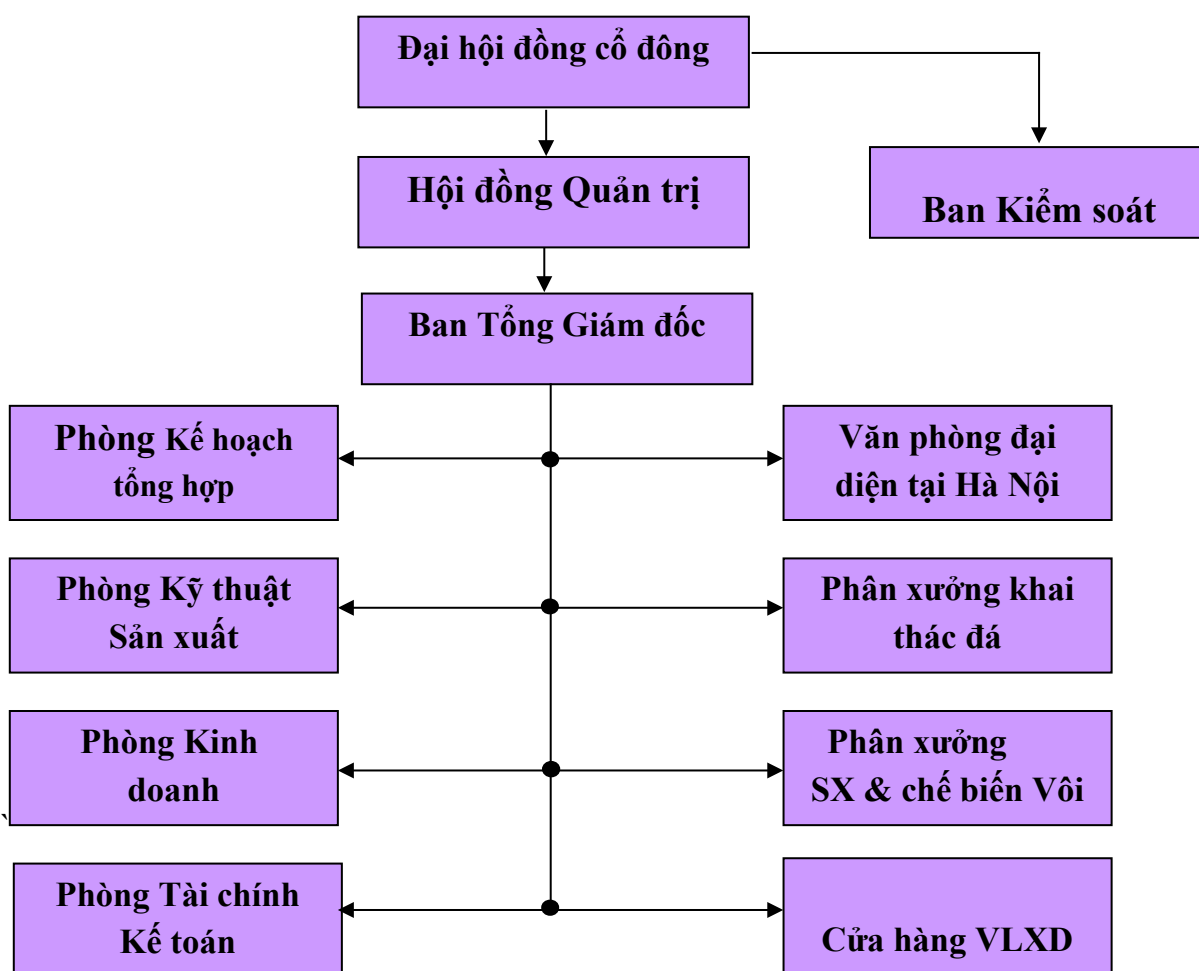 Đại hội đồng cổ đông
Hội đồng Quản trị
Ban Kiểm soát
Ban Tổng Giám đốc
Phòng Kế hoạch
tổng hợp
Văn phòng đại
diện tại Hà Nội
Phòng Kỹ thuật
Sản xuất
Phân xưởng khai
thác đá
Phòng Kinh
doanh
Phân xưởng
SX & chế biến Vôi
`
Phòng Tài chính
Kế toán
Cửa hàng VLXD